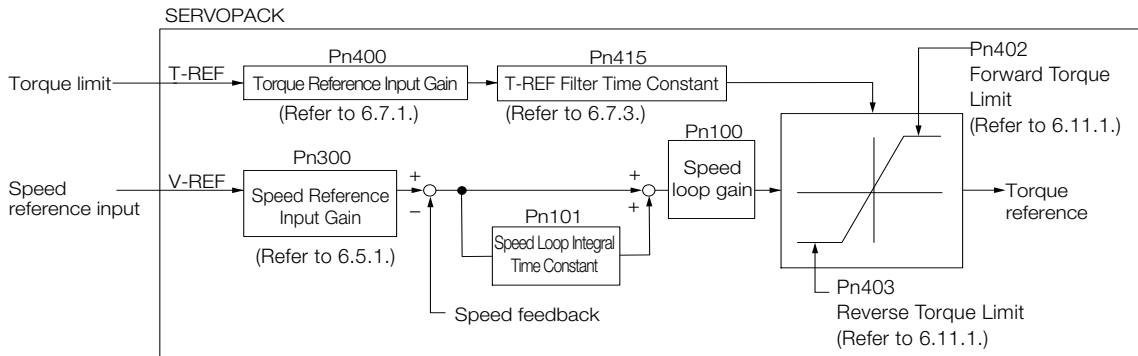 SERVOPACK
Torque limit
T-REF
Pn400
Torque Reference Input Gain
(Refer to 6.7.1.)
Pn415
T-REF Filter Time Constant
(Refer to 6.7.3.)
Pn402
Forward Torque
Limit
(Refer to 6.11.1.)
Speed
reference input
V-REF
Pn300
Speed Reference
Input Gain
(Refer to 6.5.1.)
+
−
Pn101
Speed Loop Integral
Time Constant
+
+
Pn100
Speed
loop gain
Torque
reference
Speed feedback
Pn403
Reverse Torque Limit
(Refer to 6.11.1.)